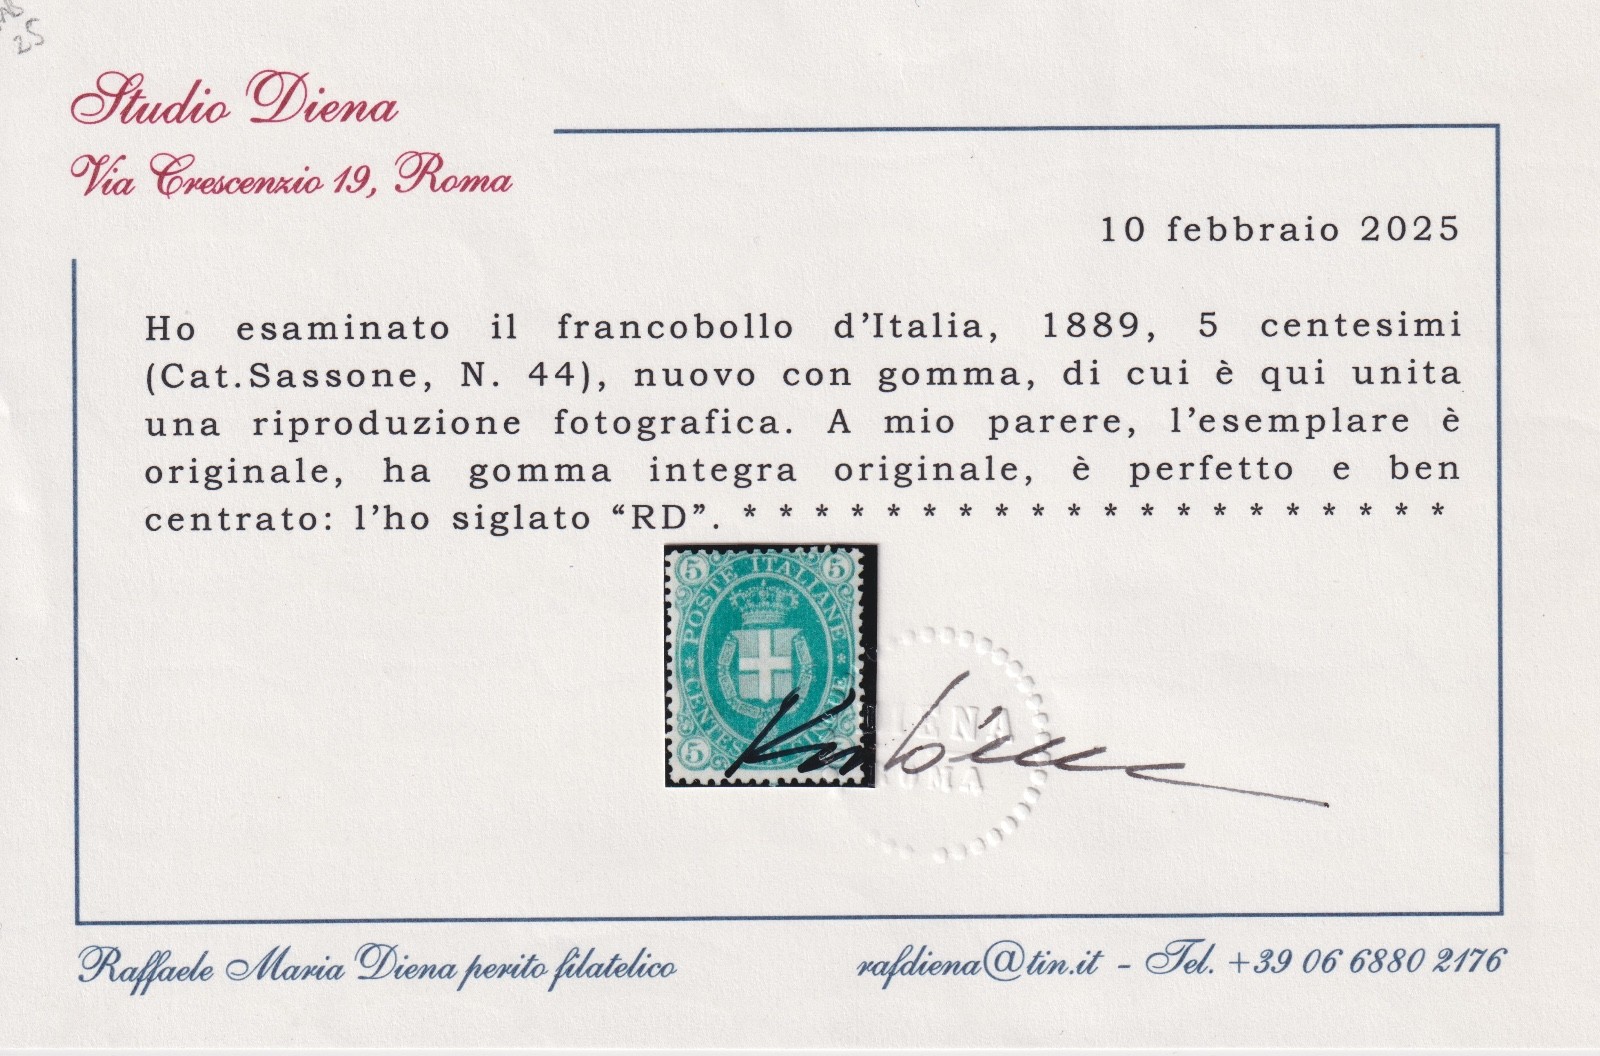 25
Studio Diena
Via Crescenzio 19, Roma
10 febbraio 2025
Ho esaminato il francobollo d'Italia, 1889, 5 centesimi
(Cat.Sassone, N. 44), nuovo con gomma, di cui è qui unita
una riproduzione fotografica. A mio parere, l'esemplare è
originale, ha gomma integra originale, è perfetto e ben
centrato: l'ho siglato “RD”. * * * * * * * * * * * * * * * * * * * *
5 5
POSTE ITALIANE
5
DIENA
ROMA
Raffaele Maria Diena perito filatelico
rafdiena@tin.it - Tel. +39 06 6880 2176